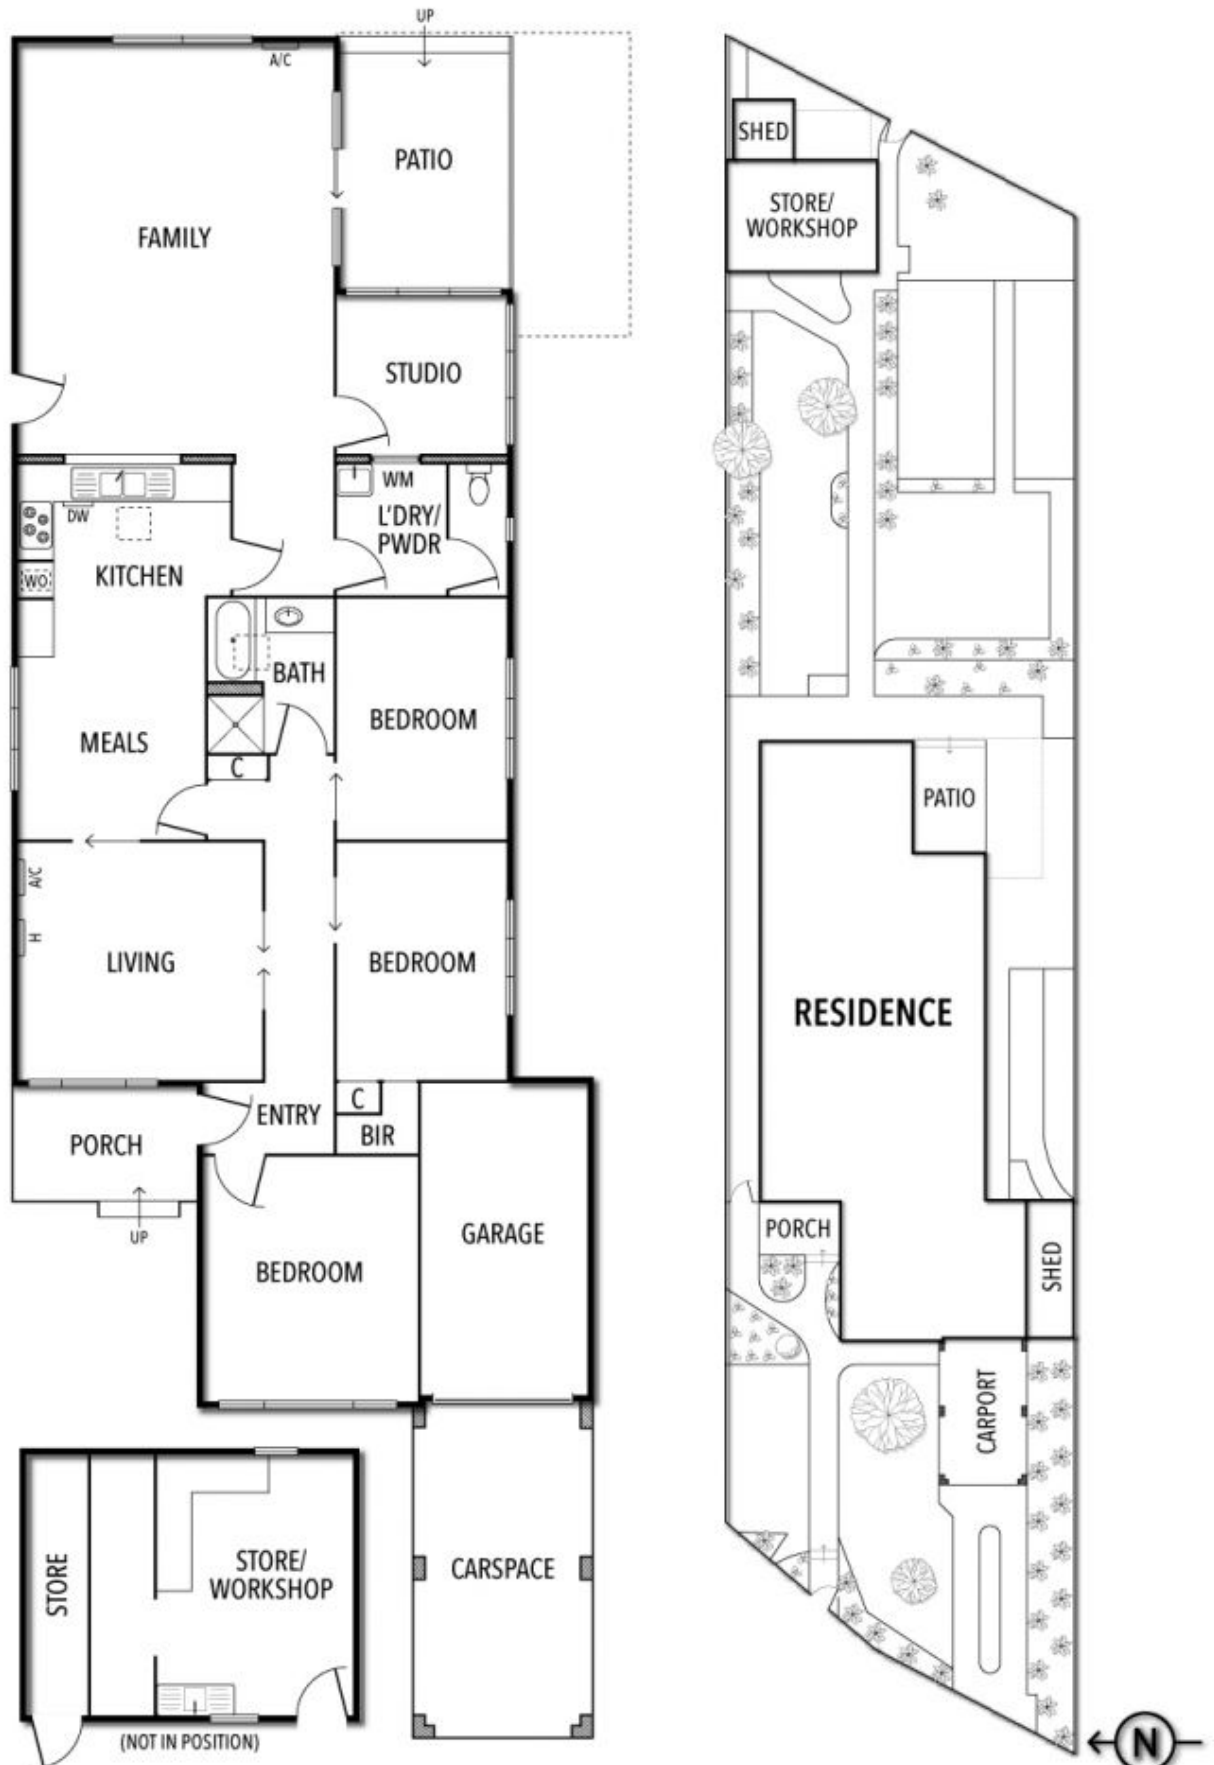 UP
A/C
PATIO
FAMILY
STUDIO
WM
L'DRY/
PWDR
DW
KITCHEN
WO
BATH
BEDROOM
MEALS
C
A/C
H
LIVING
BEDROOM
C
ENTRY
BIR
PORCH
UP
GARAGE
BEDROOM
STORE
STORE/
WORKSHOP
CARSPACE
(NOT IN POSITION)
SHED
STORE/
WORKSHOP
PATIO
RESIDENCE
PORCH
SHED
CARPORT
N